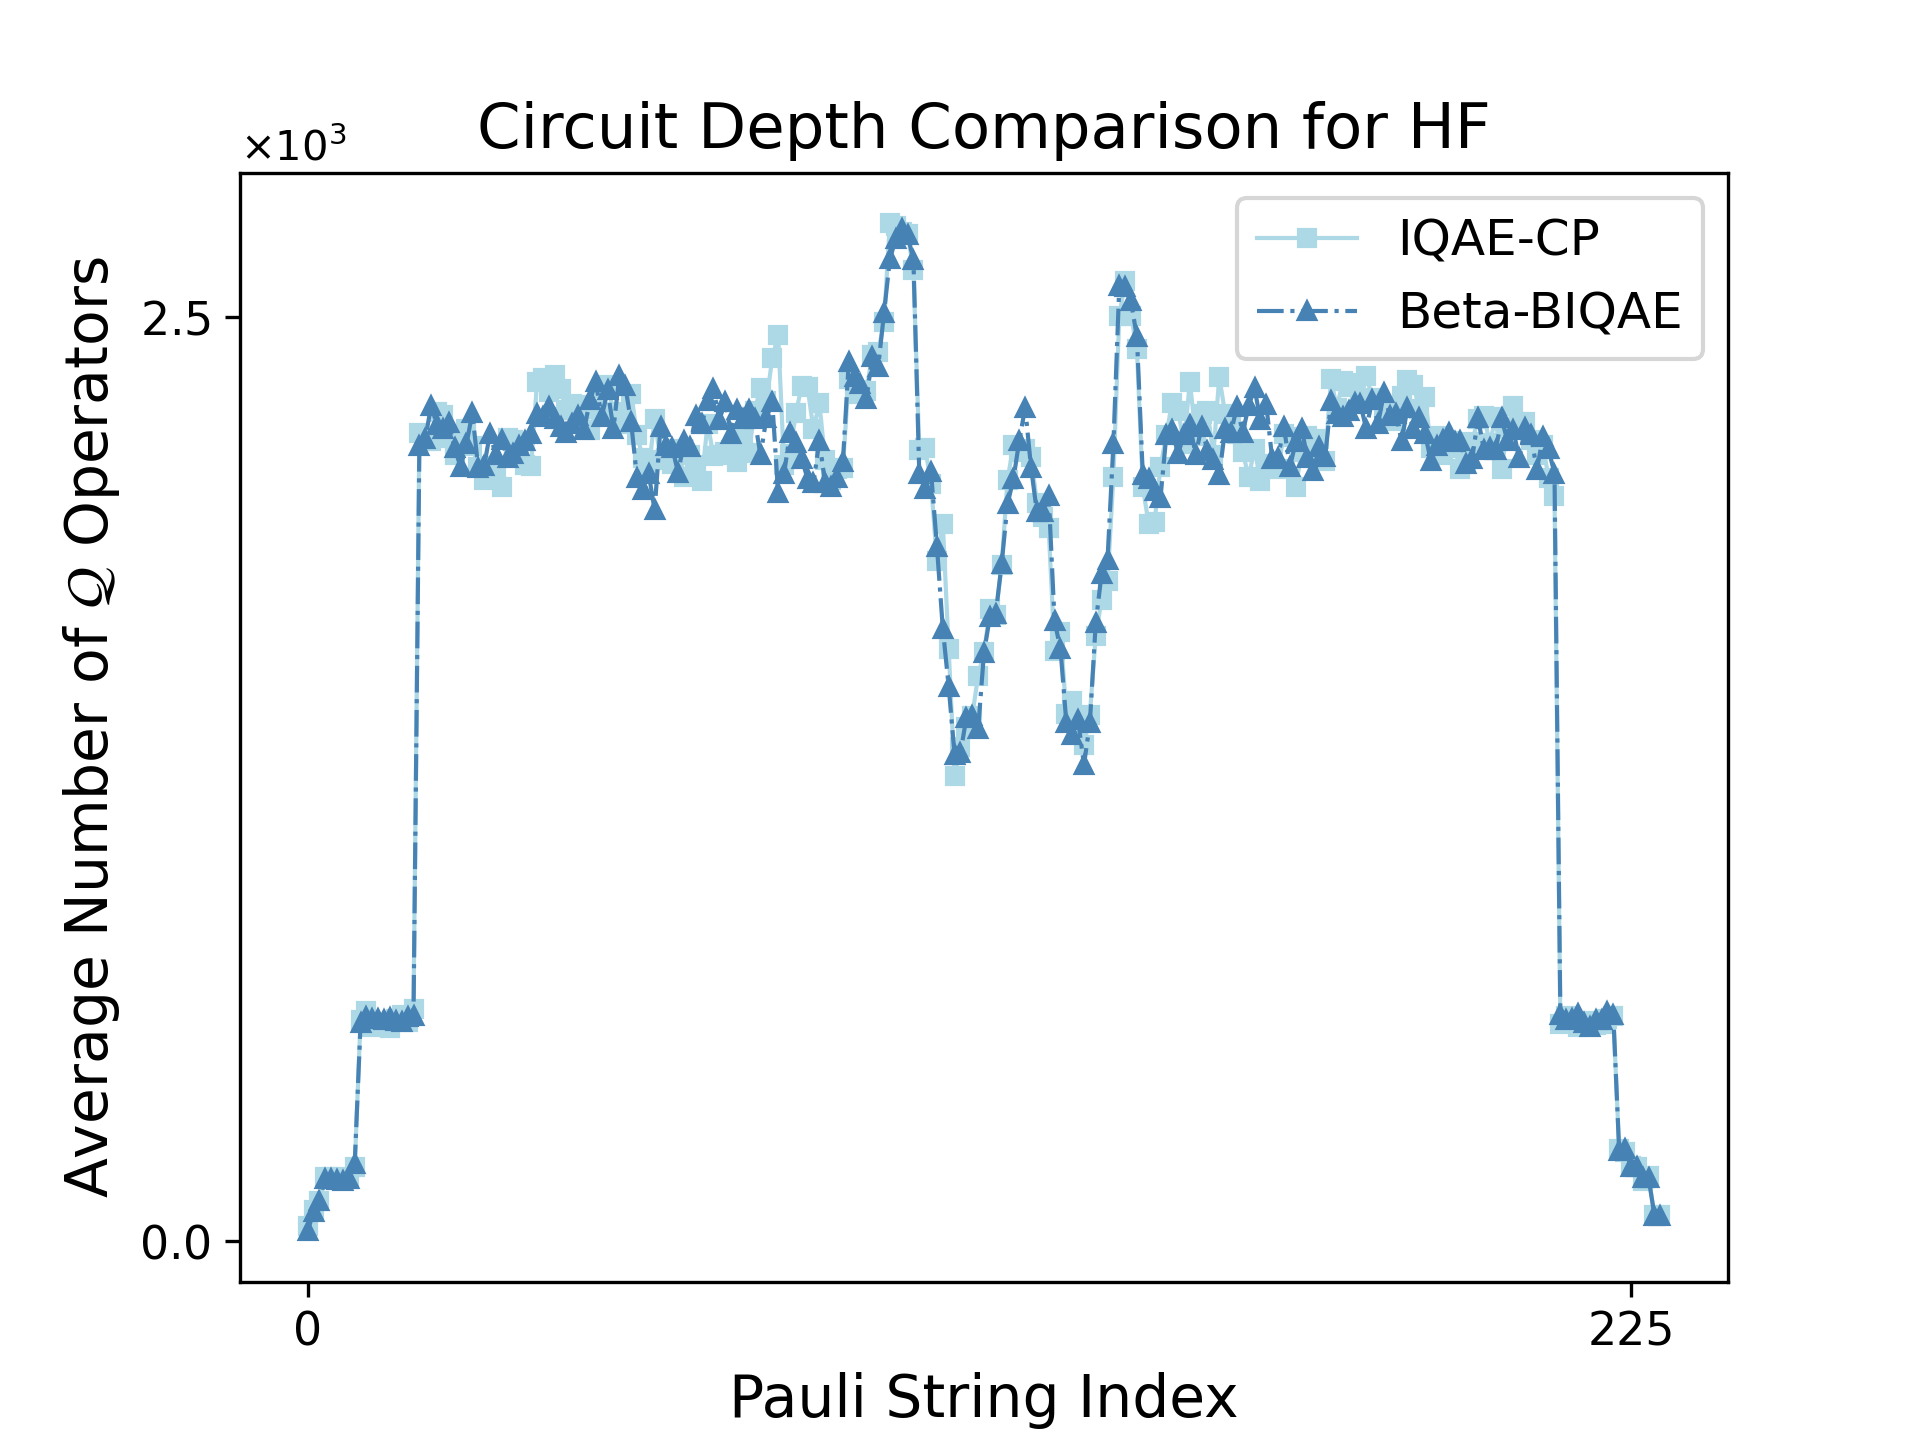 Circuit Depth Comparison for HF
×10³
IQAE-CP
Beta-BIQAE
Average Number of 𝒬 Operators
2.5
0.0
0
225
Pauli String Index